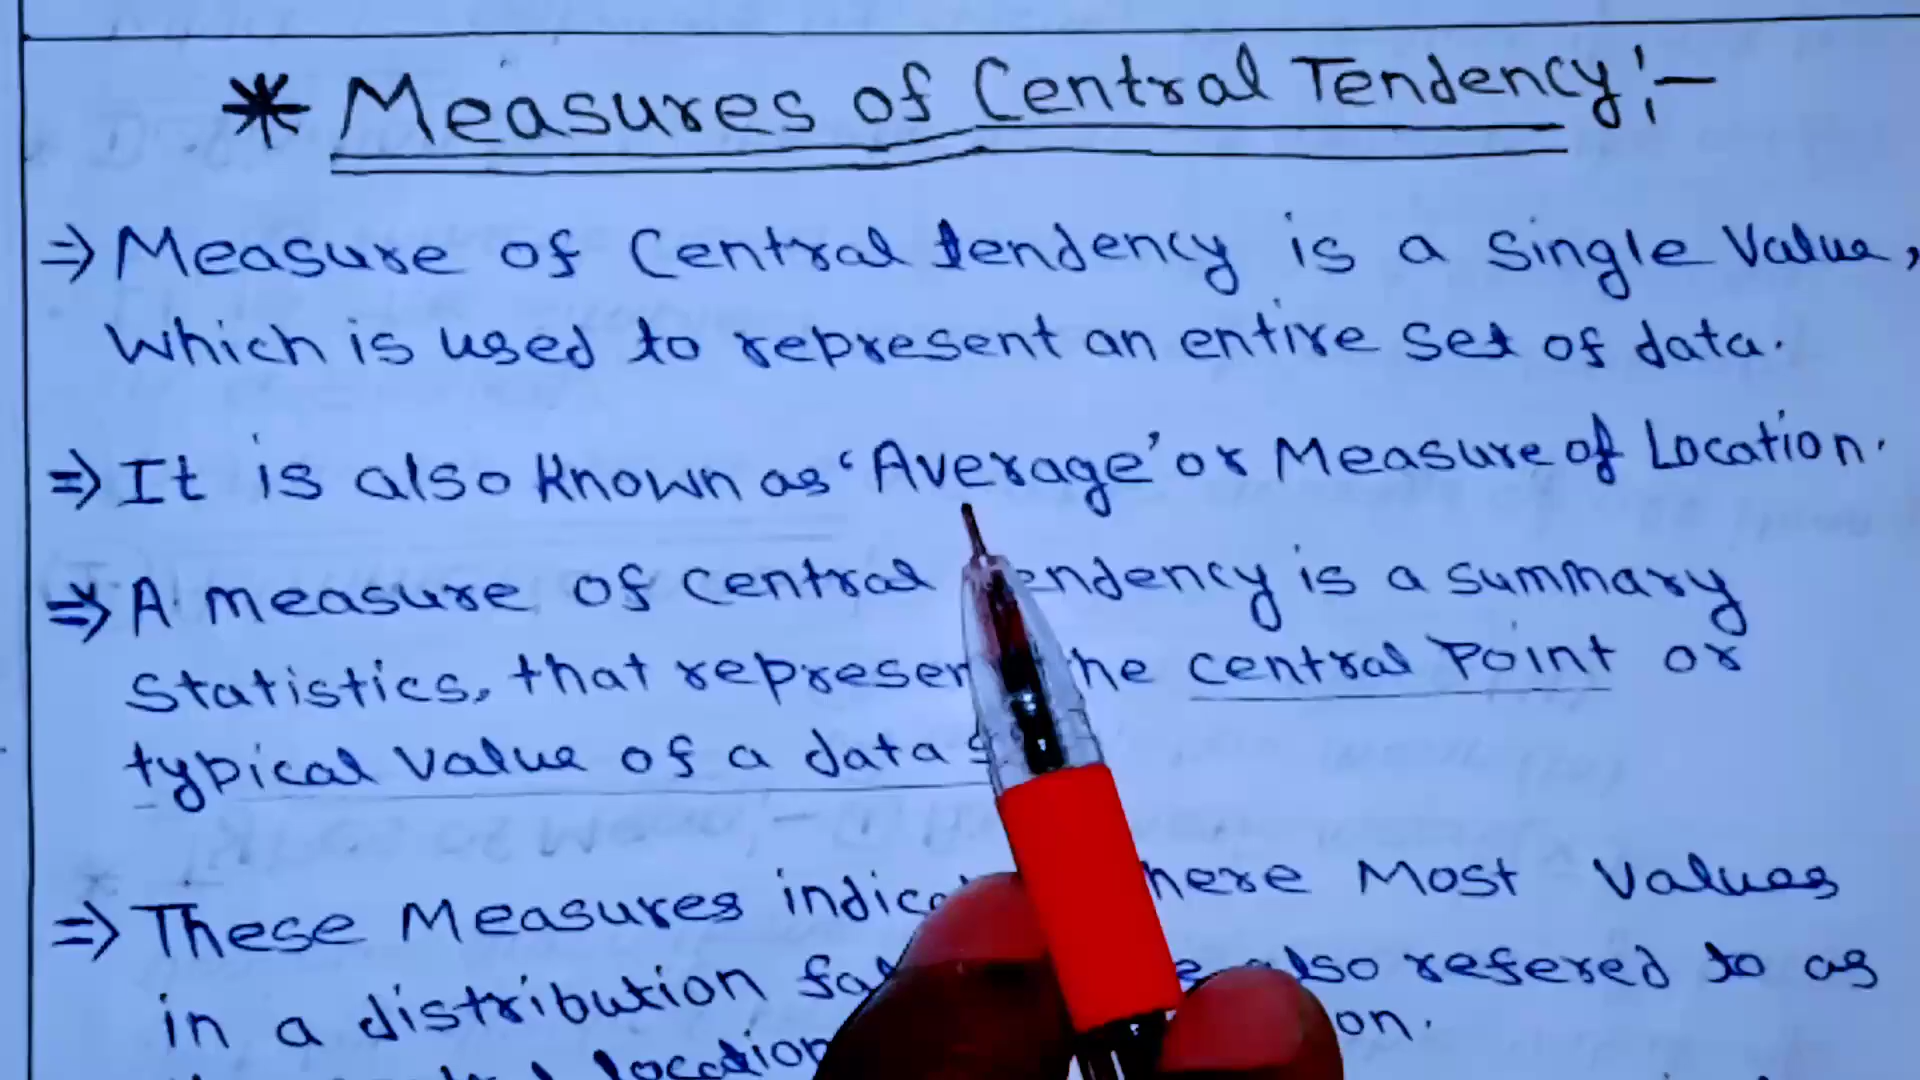 * Measures of Central Tendency:-
⇒ Measure of Central tendency is a Single Value,
Which is used to represent an entire set of data.
⇒ It is also Known as 'Average' or Measure of Location.
⇒ A measure of central endency is a summary
Statistics, that represen he central Point or
typical value of a data
⇒ These Measures indica here Most Values
in a distribution fal also refered to as
location on.